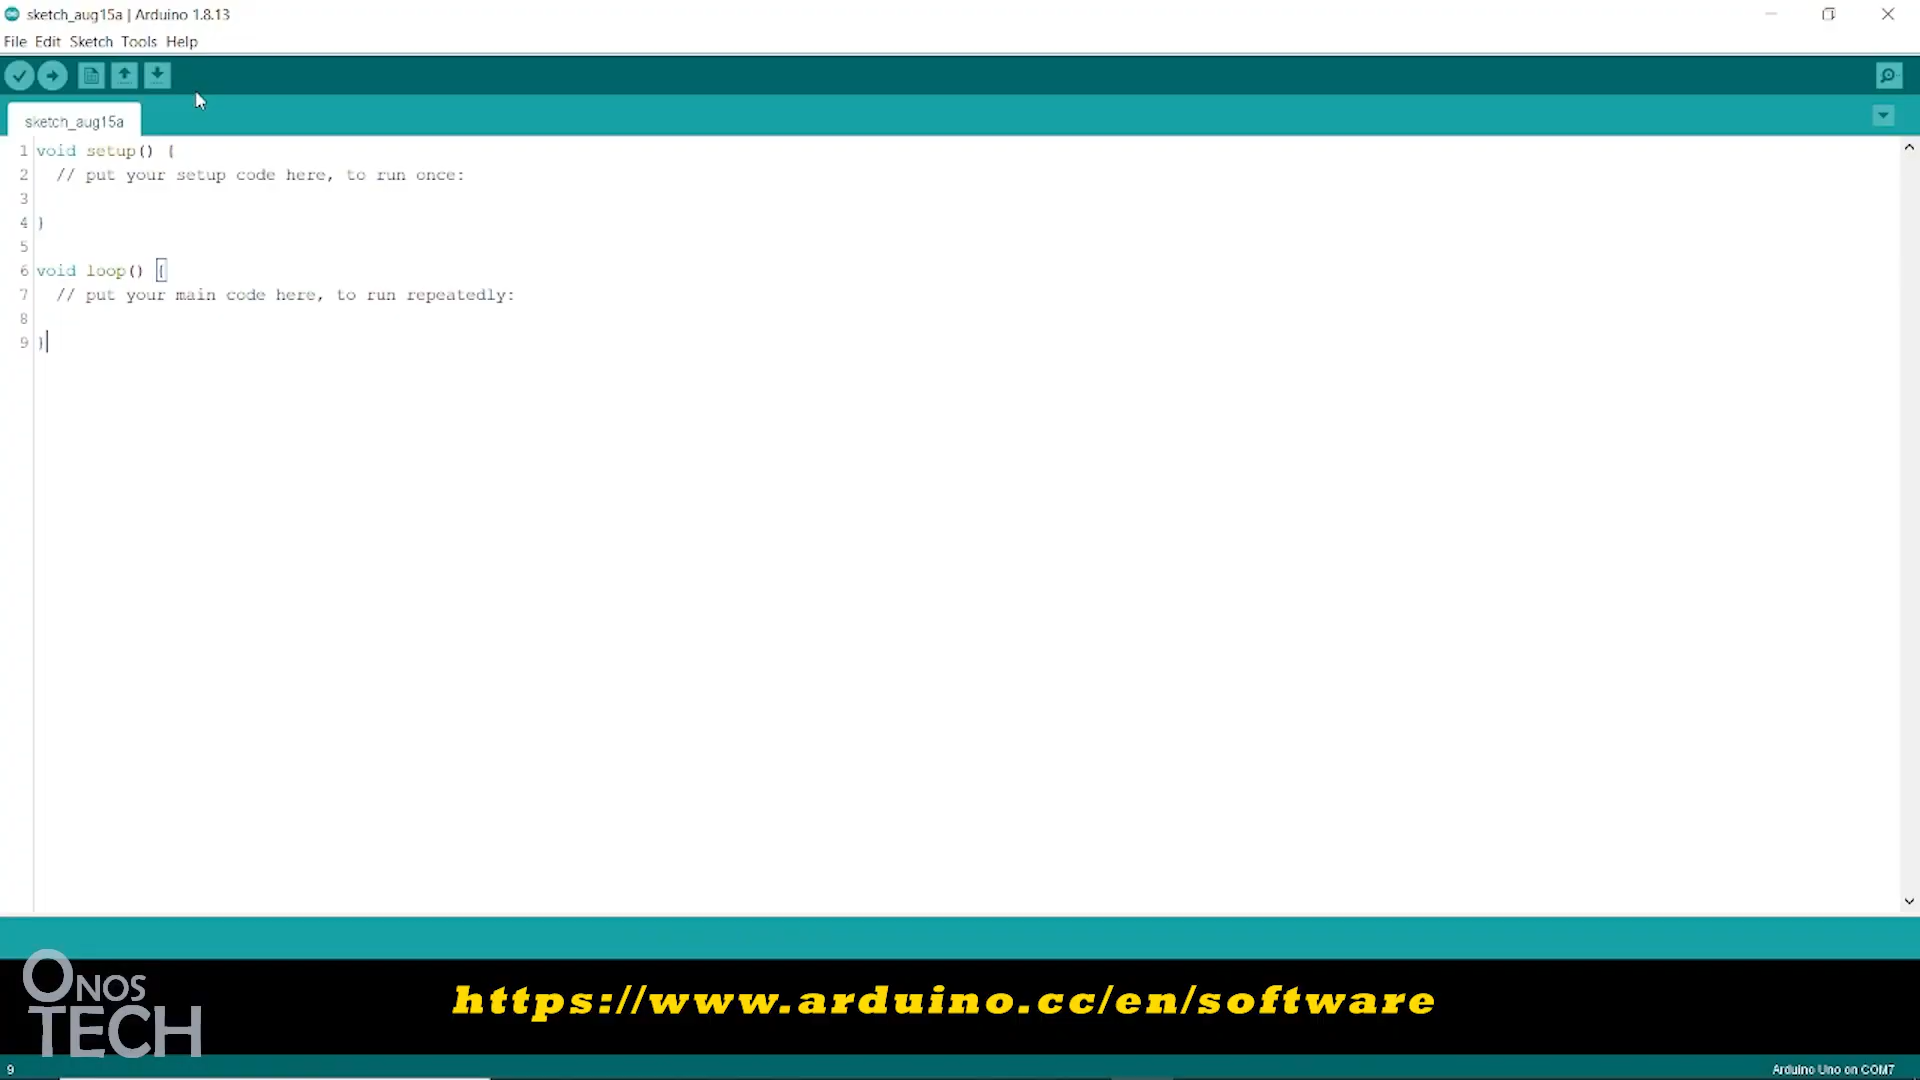 sketch_aug15a | Arduino 1.8.13
File Edit Sketch Tools Help
sketch_aug15a
1 void setup() {
2 // put your setup code here, to run once:
3
4 }
5
6 void loop() {
7 // put your main code here, to run repeatedly:
8
9 }
ONOS
TECH
https://www.arduino.cc/en/software
9
Arduino Uno on COM7